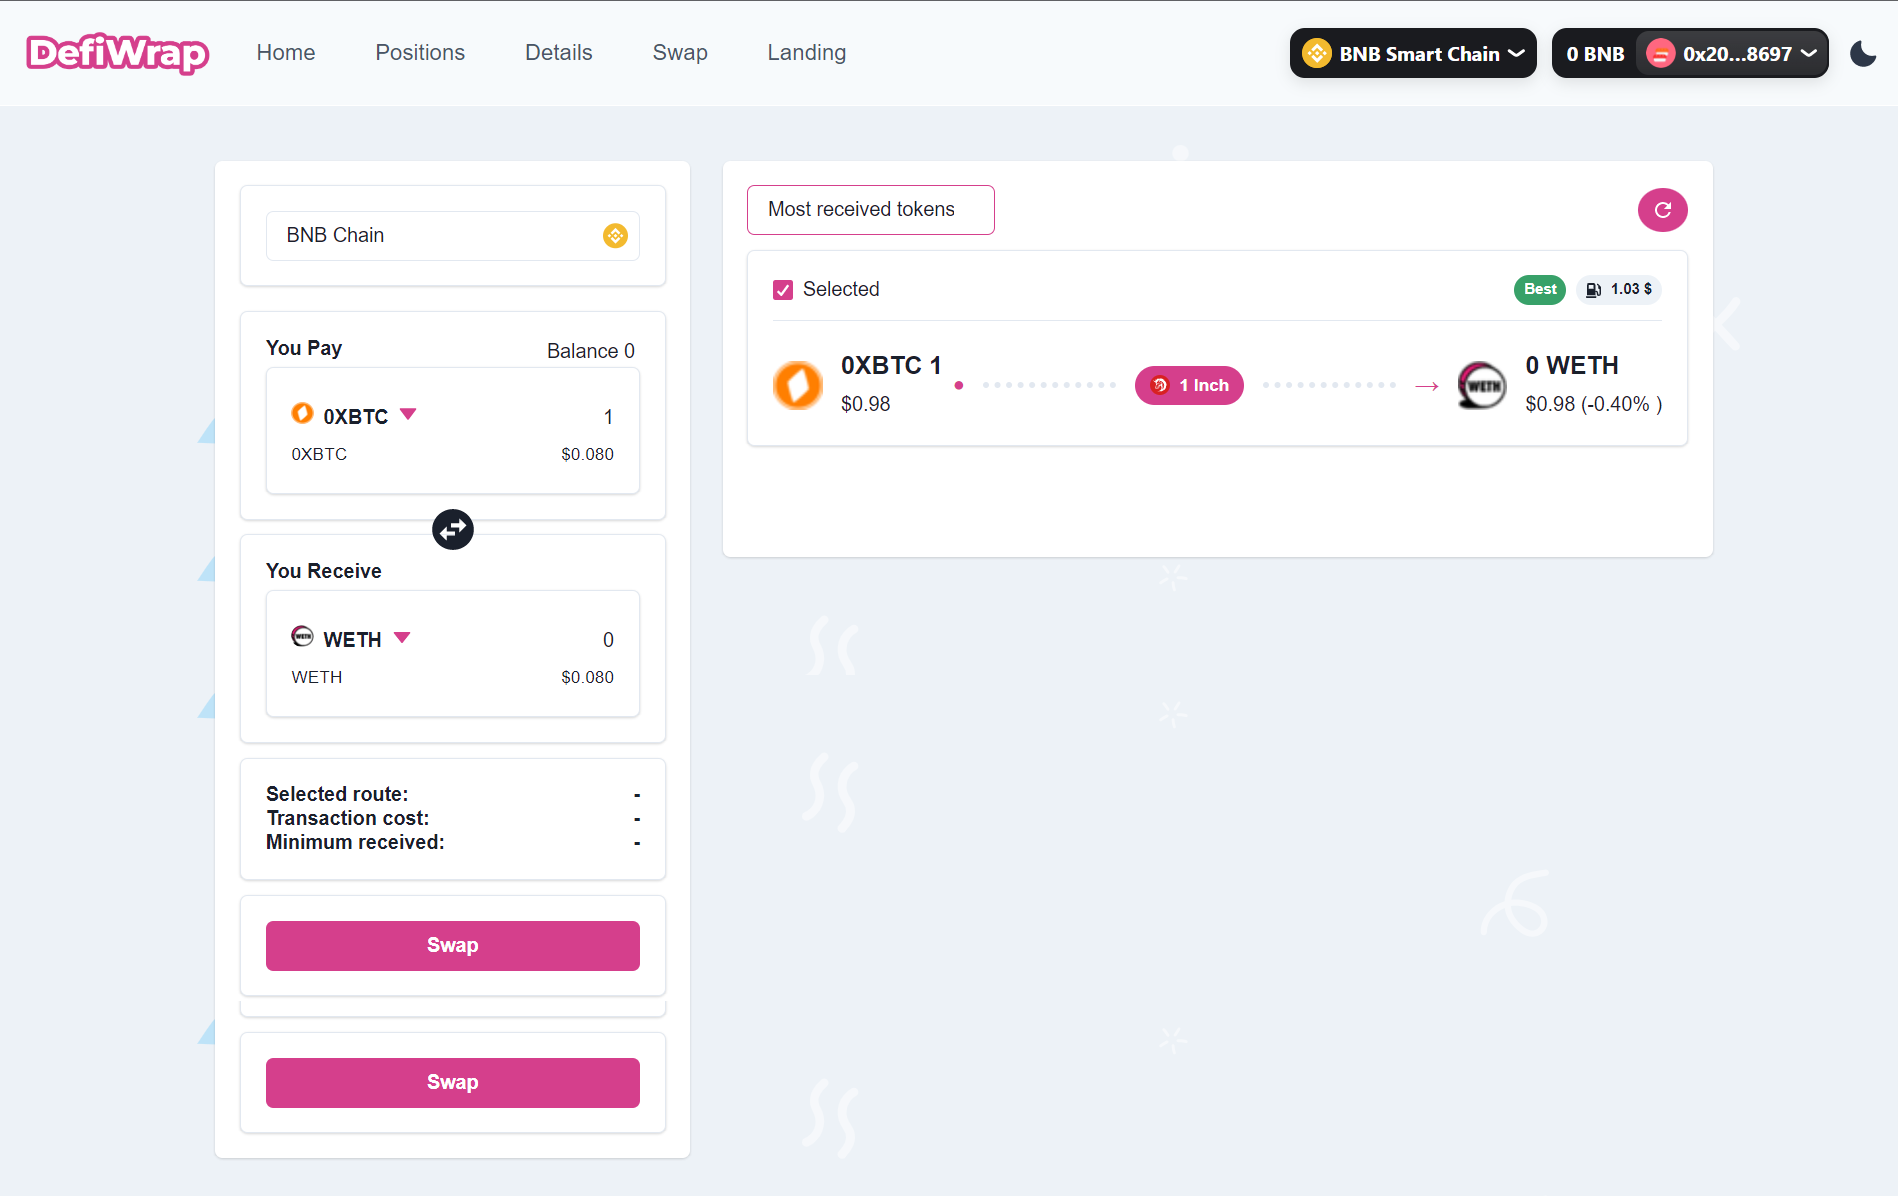 DefiWrap Home Positions Details Swap Landing BNB Smart Chain 0 BNB 0x20...8697
BNB Chain
You Pay Balance 0
0XBTC 1
0XBTC $0.080
You Receive
WETH WETH 0
WETH $0.080
Selected route: -
Transaction cost: -
Minimum received: -
Swap
Swap
Most received tokens
Selected Best 1.03 $
0XBTC 1
$0.98
1 Inch
WETH
0 WETH
$0.98 (-0.40% )